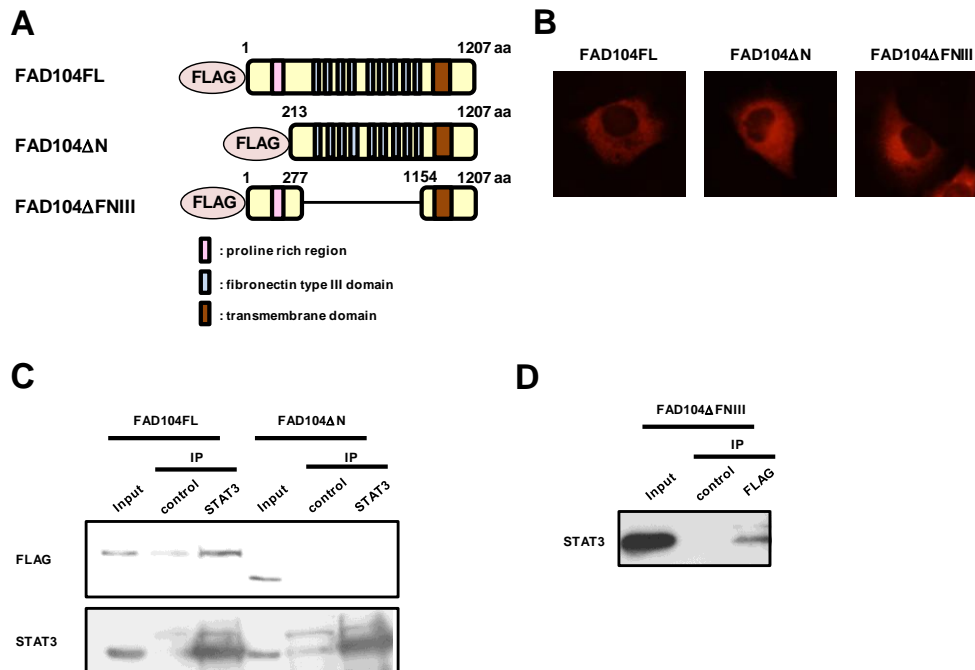 A
1
1207 aa
FAD104FL
FLAG
213
1207 aa
FAD104ΔN
FLAG
1
277
1154
1207 aa
FAD104ΔFNIII
FLAG
: proline rich region
: fibronectin type III domain
: transmembrane domain
B
FAD104FL
FAD104ΔN
FAD104ΔFNIII
C
FAD104FL
FAD104ΔN
IP
IP
Input
control
STAT3
Input
control
STAT3
FLAG
STAT3
D
FAD104ΔFNIII
IP
Input
control
FLAG
STAT3